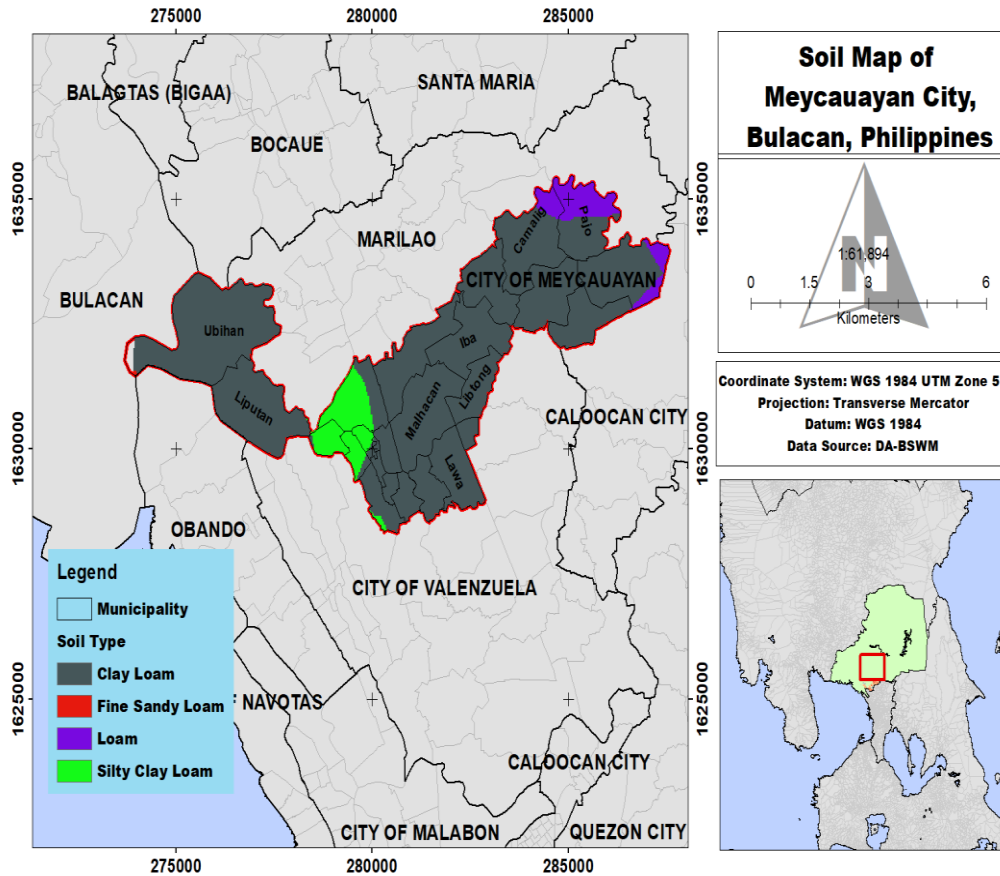 275000 280000 285000
Soil Map of
Meycauayan City,
Bulacan, Philippines
SANTA MARIA
BALAGTAS (BIGAA)
BOCAUE
1635000 1635000
MARILAO
Camalig
Pajo
CITY OF MEYCAUAYAN
BULACAN
Ubihan
Iba
Liputan
Malhacan
Libtong
CALOOCAN CITY
1630000 1630000
Lawa
OBANDO
CITY OF VALENZUELA
F NAVOTAS
1625000 1625000
CALOOCAN CITY
CITY OF MALABON
QUEZON CITY
275000 280000 285000
Legend
Municipality
Soil Type
Clay Loam
Fine Sandy Loam
Loam
Silty Clay Loam
N
1:61,894
0 1.5 3 6
Kilometers
Coordinate System: WGS 1984 UTM Zone 5
Projection: Transverse Mercator
Datum: WGS 1984
Data Source: DA-BSWM